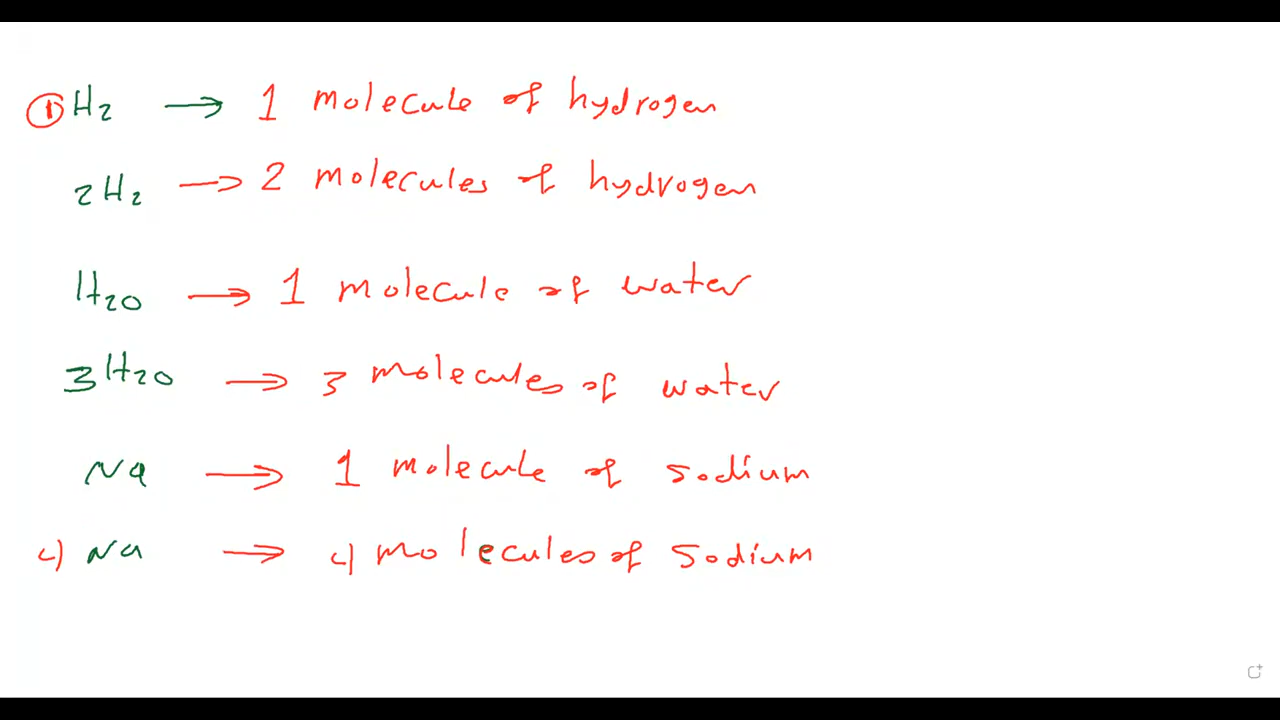 ① H2 → 1 molecule of hydrogen
2H2 → 2 molecules of hydrogen
H2O → 1 molecule of water
3H2O → 3 molecules of water
Na → 1 molecule of sodium
4 Na → 4 molecules of sodium